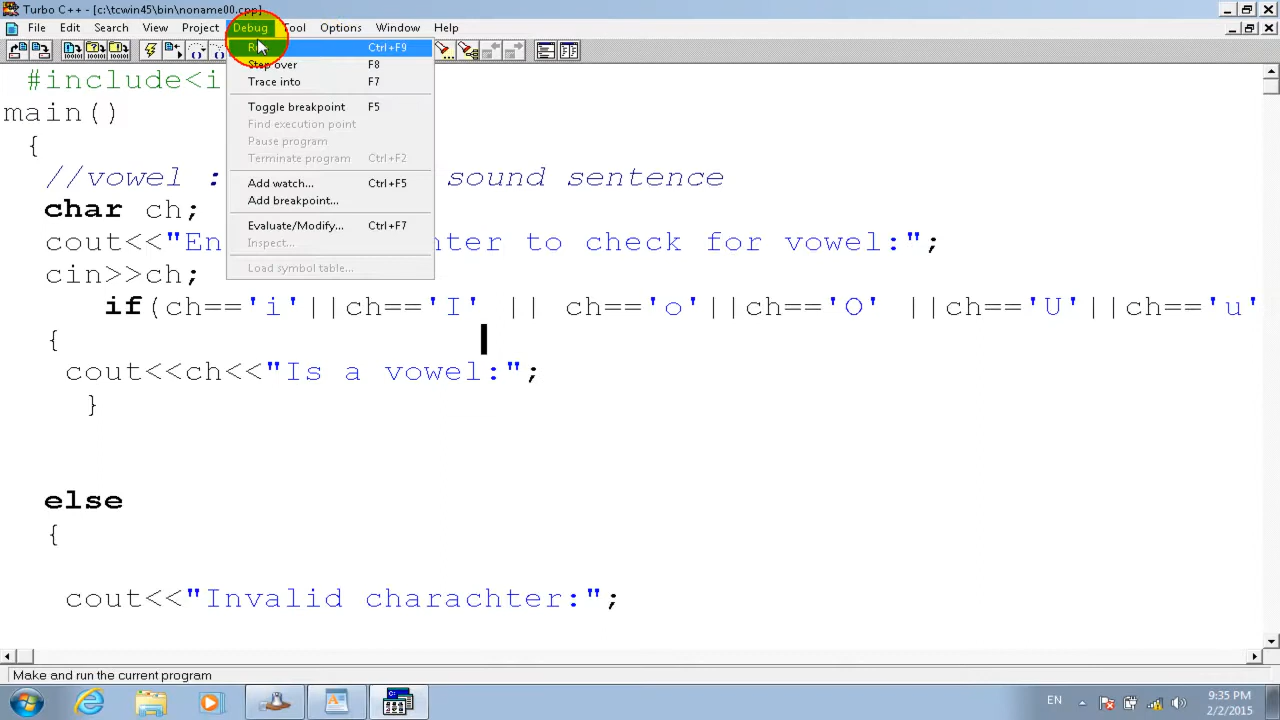 Turbo C++ - [c:\tcwin45\bin\noname00.cpp]
File Edit Search View Project Debug Tool Options Window Help
Ctrl+F9
Step over F8
Trace into F7
Toggle breakpoint F5
Find execution point
Pause program
Terminate program Ctrl+F2
Add watch... Ctrl+F5
Add breakpoint...
Evaluate/Modify... Ctrl+F7
Inspect...
Load symbol table...
#include<i
main()
{
//vowel : sound sentence
char ch;
cout<<"En ter to check for vowel:";
cin>>ch;
if(ch=='i'||ch=='I' || ch=='o'||ch=='O' ||ch=='U'||ch=='u'
{
cout<<ch<<"Is a vowel:";
}
else
{
cout<<"Invalid charachter:";
Make and run the current program
EN
9:35 PM
2/2/2015